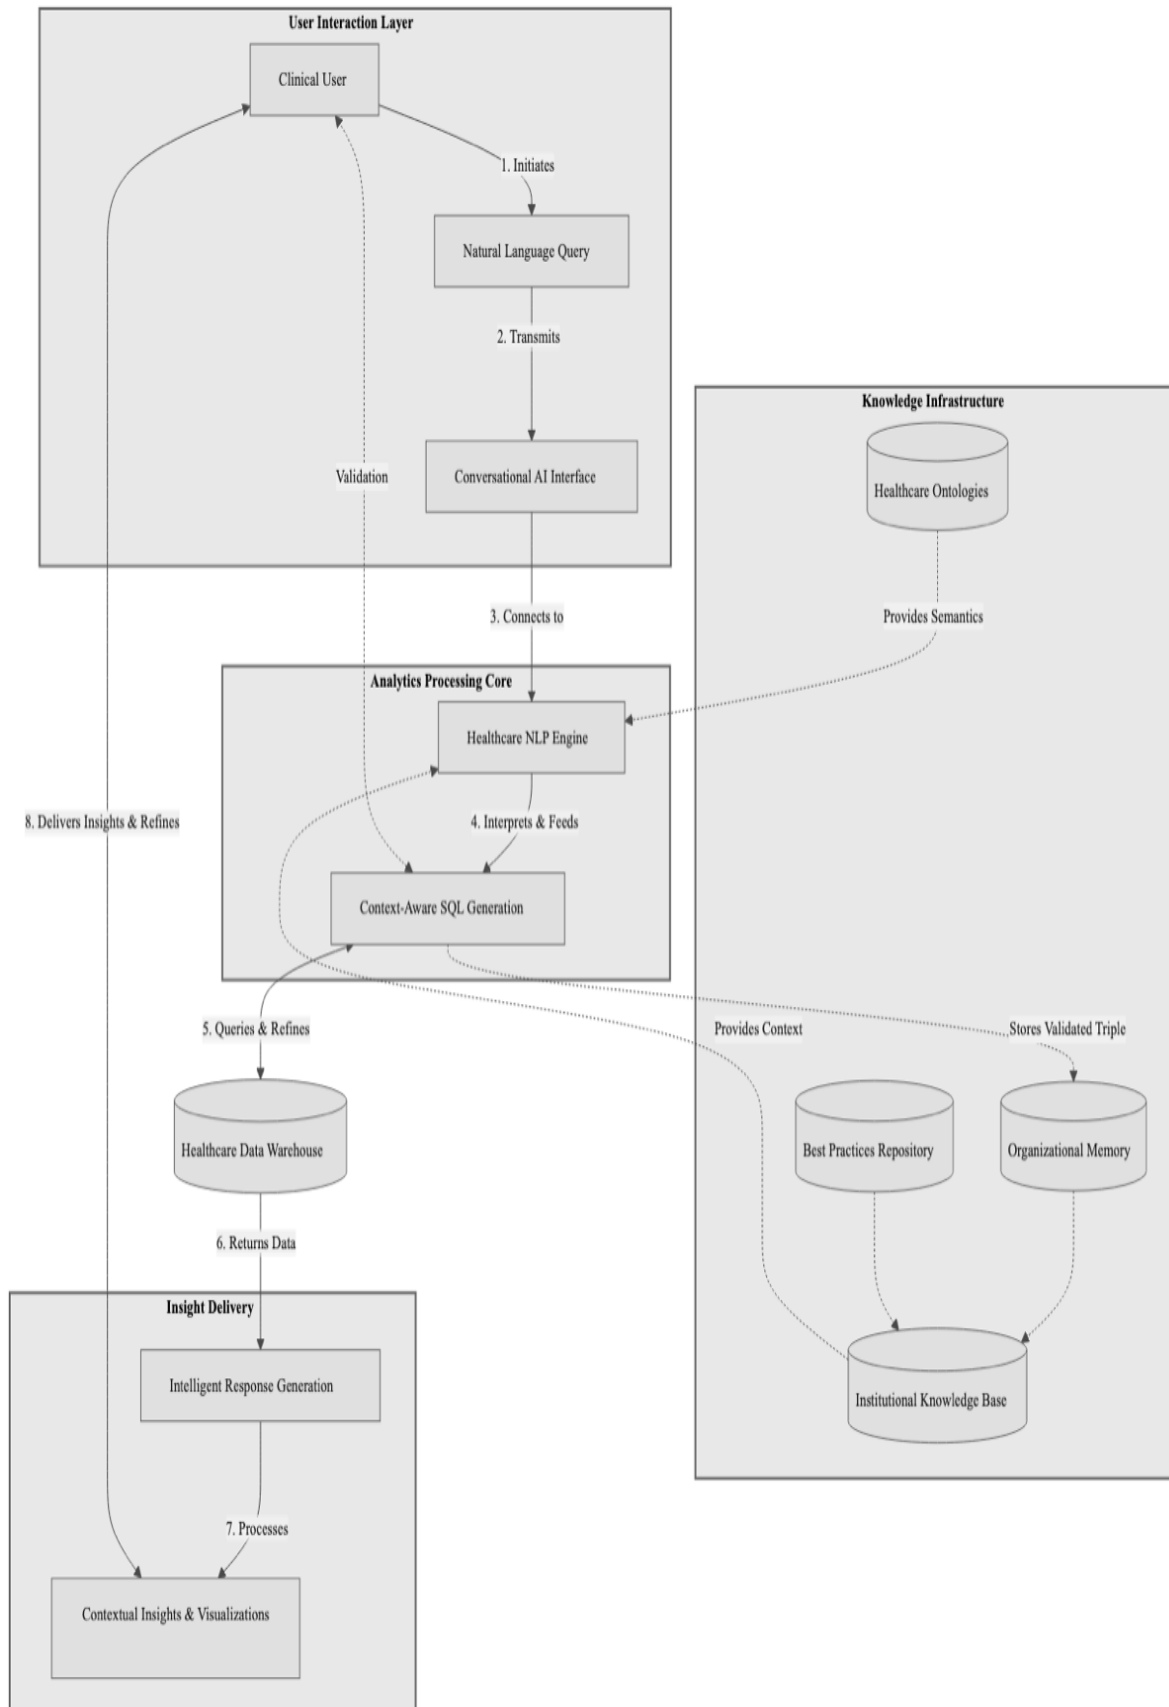 User Interaction Layer
Clinical User
1. Initiates
Natural Language Query
2. Transmits
Knowledge Infrastructure
Conversational AI Interface
Validation
Healthcare Ontologies
3. Connects to
Provides Semantics
Analytics Processing Core
Healthcare NLP Engine
8. Delivers Insights & Refines
4. Interprets & Feeds
Context-Aware SQL Generation
5. Queries & Refines
Provides Context
Stores Validated Triple
Healthcare Data Warehouse
Best Practices Repository
Organizational Memory
6. Returns Data
Insight Delivery
Intelligent Response Generation
Institutional Knowledge Base
7. Processes
Contextual Insights & Visualizations